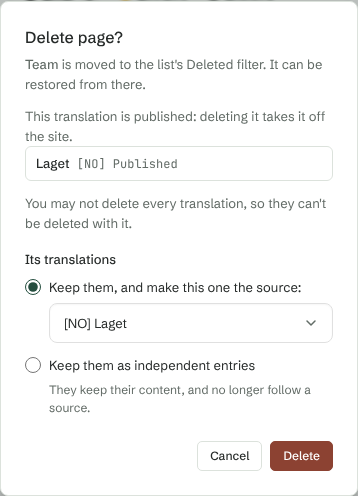 Delete page?
Team is moved to the list's Deleted filter. It can be
restored from there.
This translation is published: deleting it takes it off
the site.
Laget [NO] Published
You may not delete every translation, so they can't
be deleted with it.
Its translations
Keep them, and make this one the source:
[NO] Laget
Keep them as independent entries
They keep their content, and no longer follow a
source.
Cancel
Delete